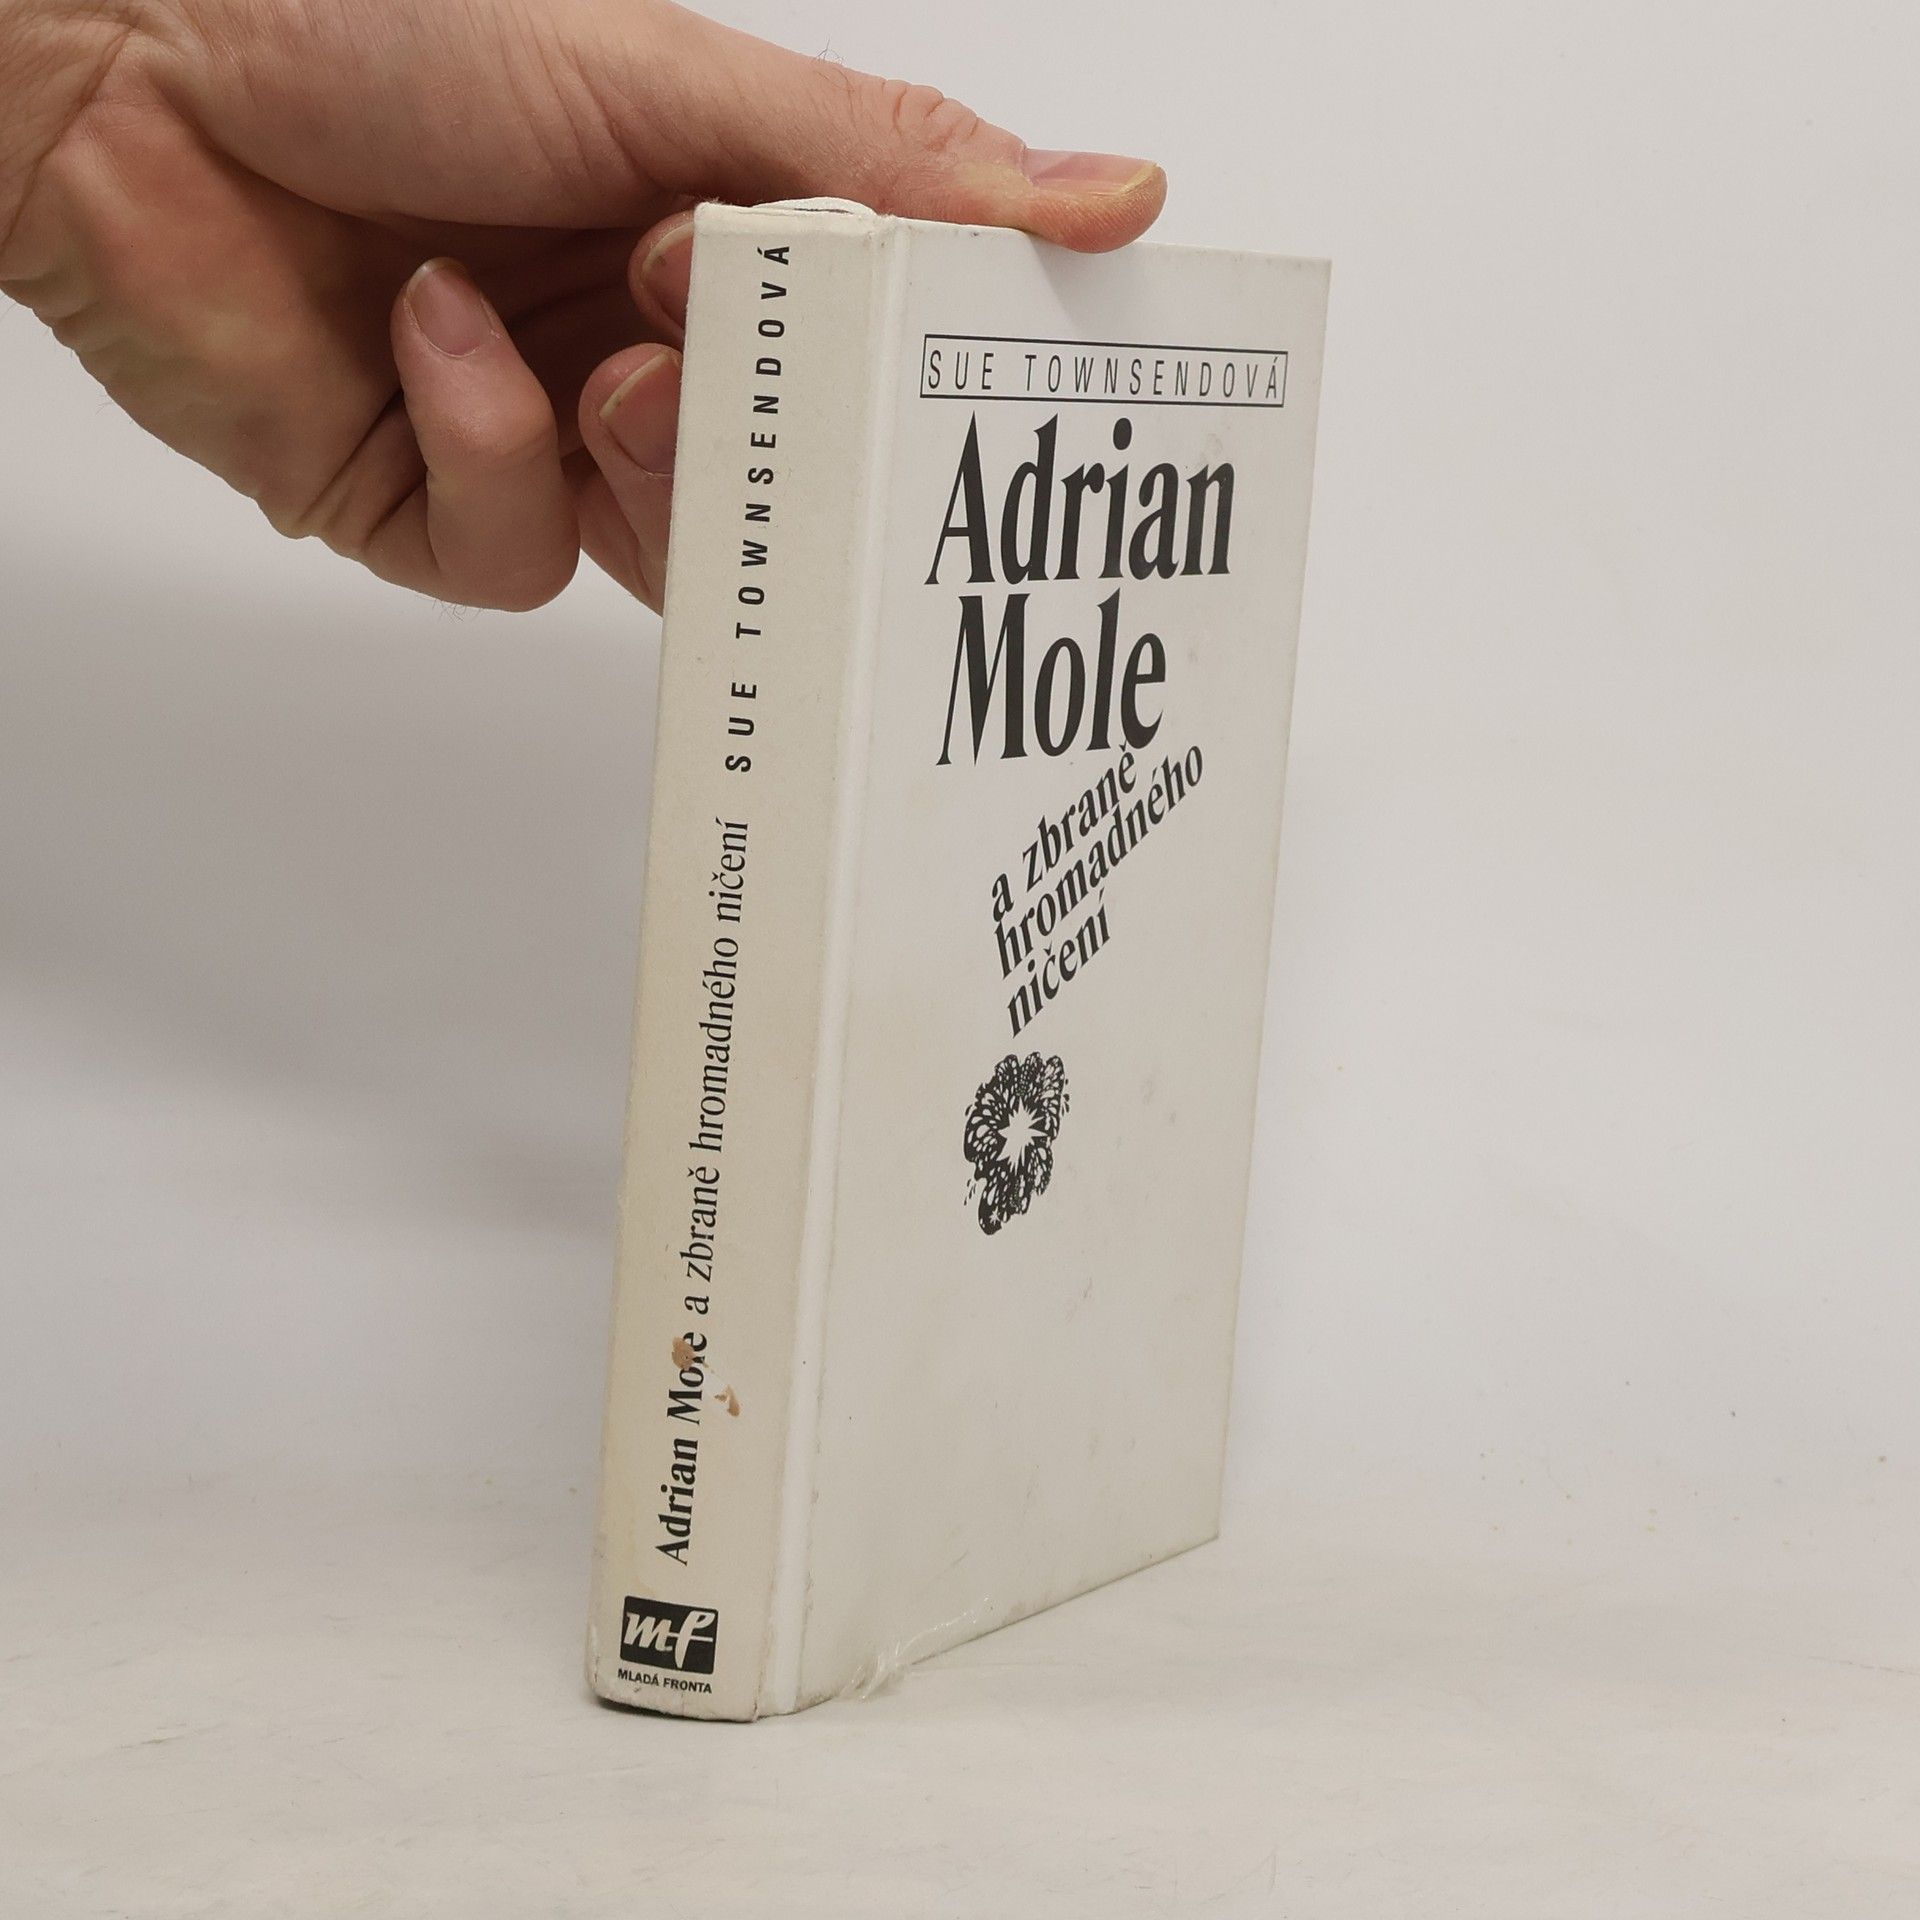 SUE TOWNSENDOVÁ
Adrian
Mole
a zbraně
hromadného
ničení
Adrian Mole a zbraně hromadného ničení SUE TOWNSENDOVÁ
mf
MLADÁ FRONTA